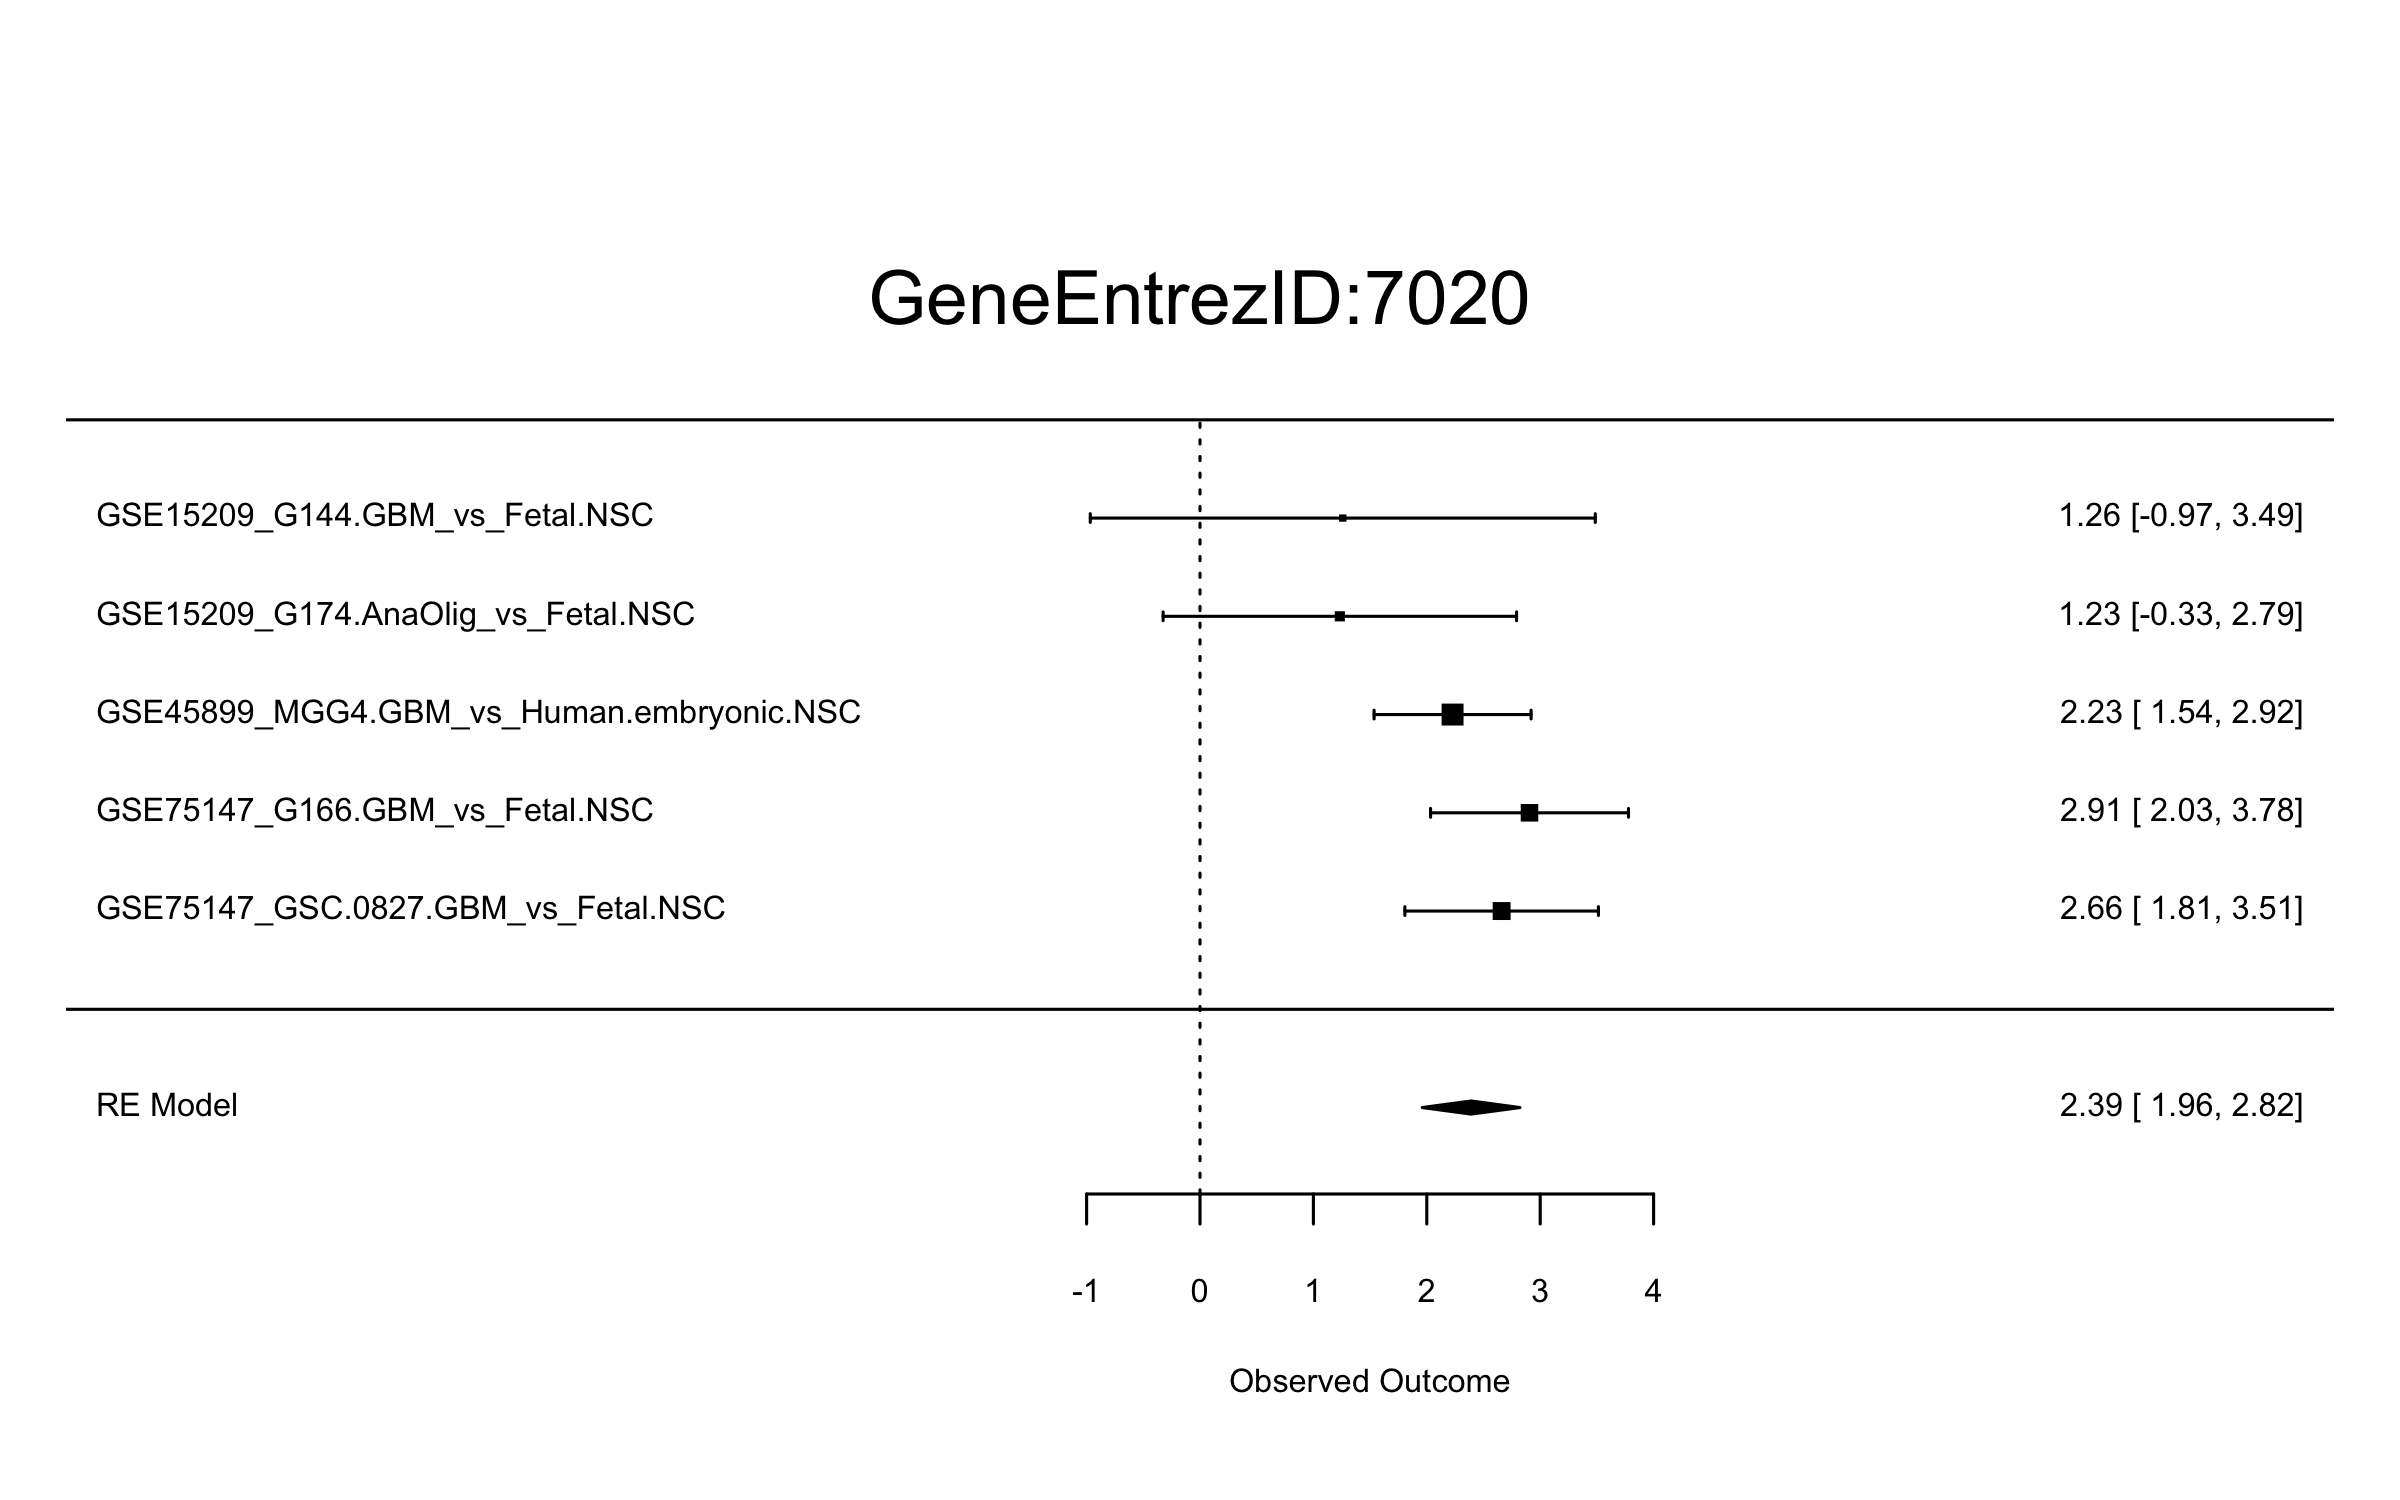 GeneEntrezID:7020
GSE15209_G144.GBM_vs_Fetal.NSC 1.26 [-0.97, 3.49]
GSE15209_G174.AnaOlig_vs_Fetal.NSC 1.23 [-0.33, 2.79]
GSE45899_MGG4.GBM_vs_Human.embryonic.NSC 2.23 [ 1.54, 2.92]
GSE75147_G166.GBM_vs_Fetal.NSC 2.91 [ 2.03, 3.78]
GSE75147_GSC.0827.GBM_vs_Fetal.NSC 2.66 [ 1.81, 3.51]
RE Model 2.39 [ 1.96, 2.82]
-1 0 1 2 3 4
Observed Outcome